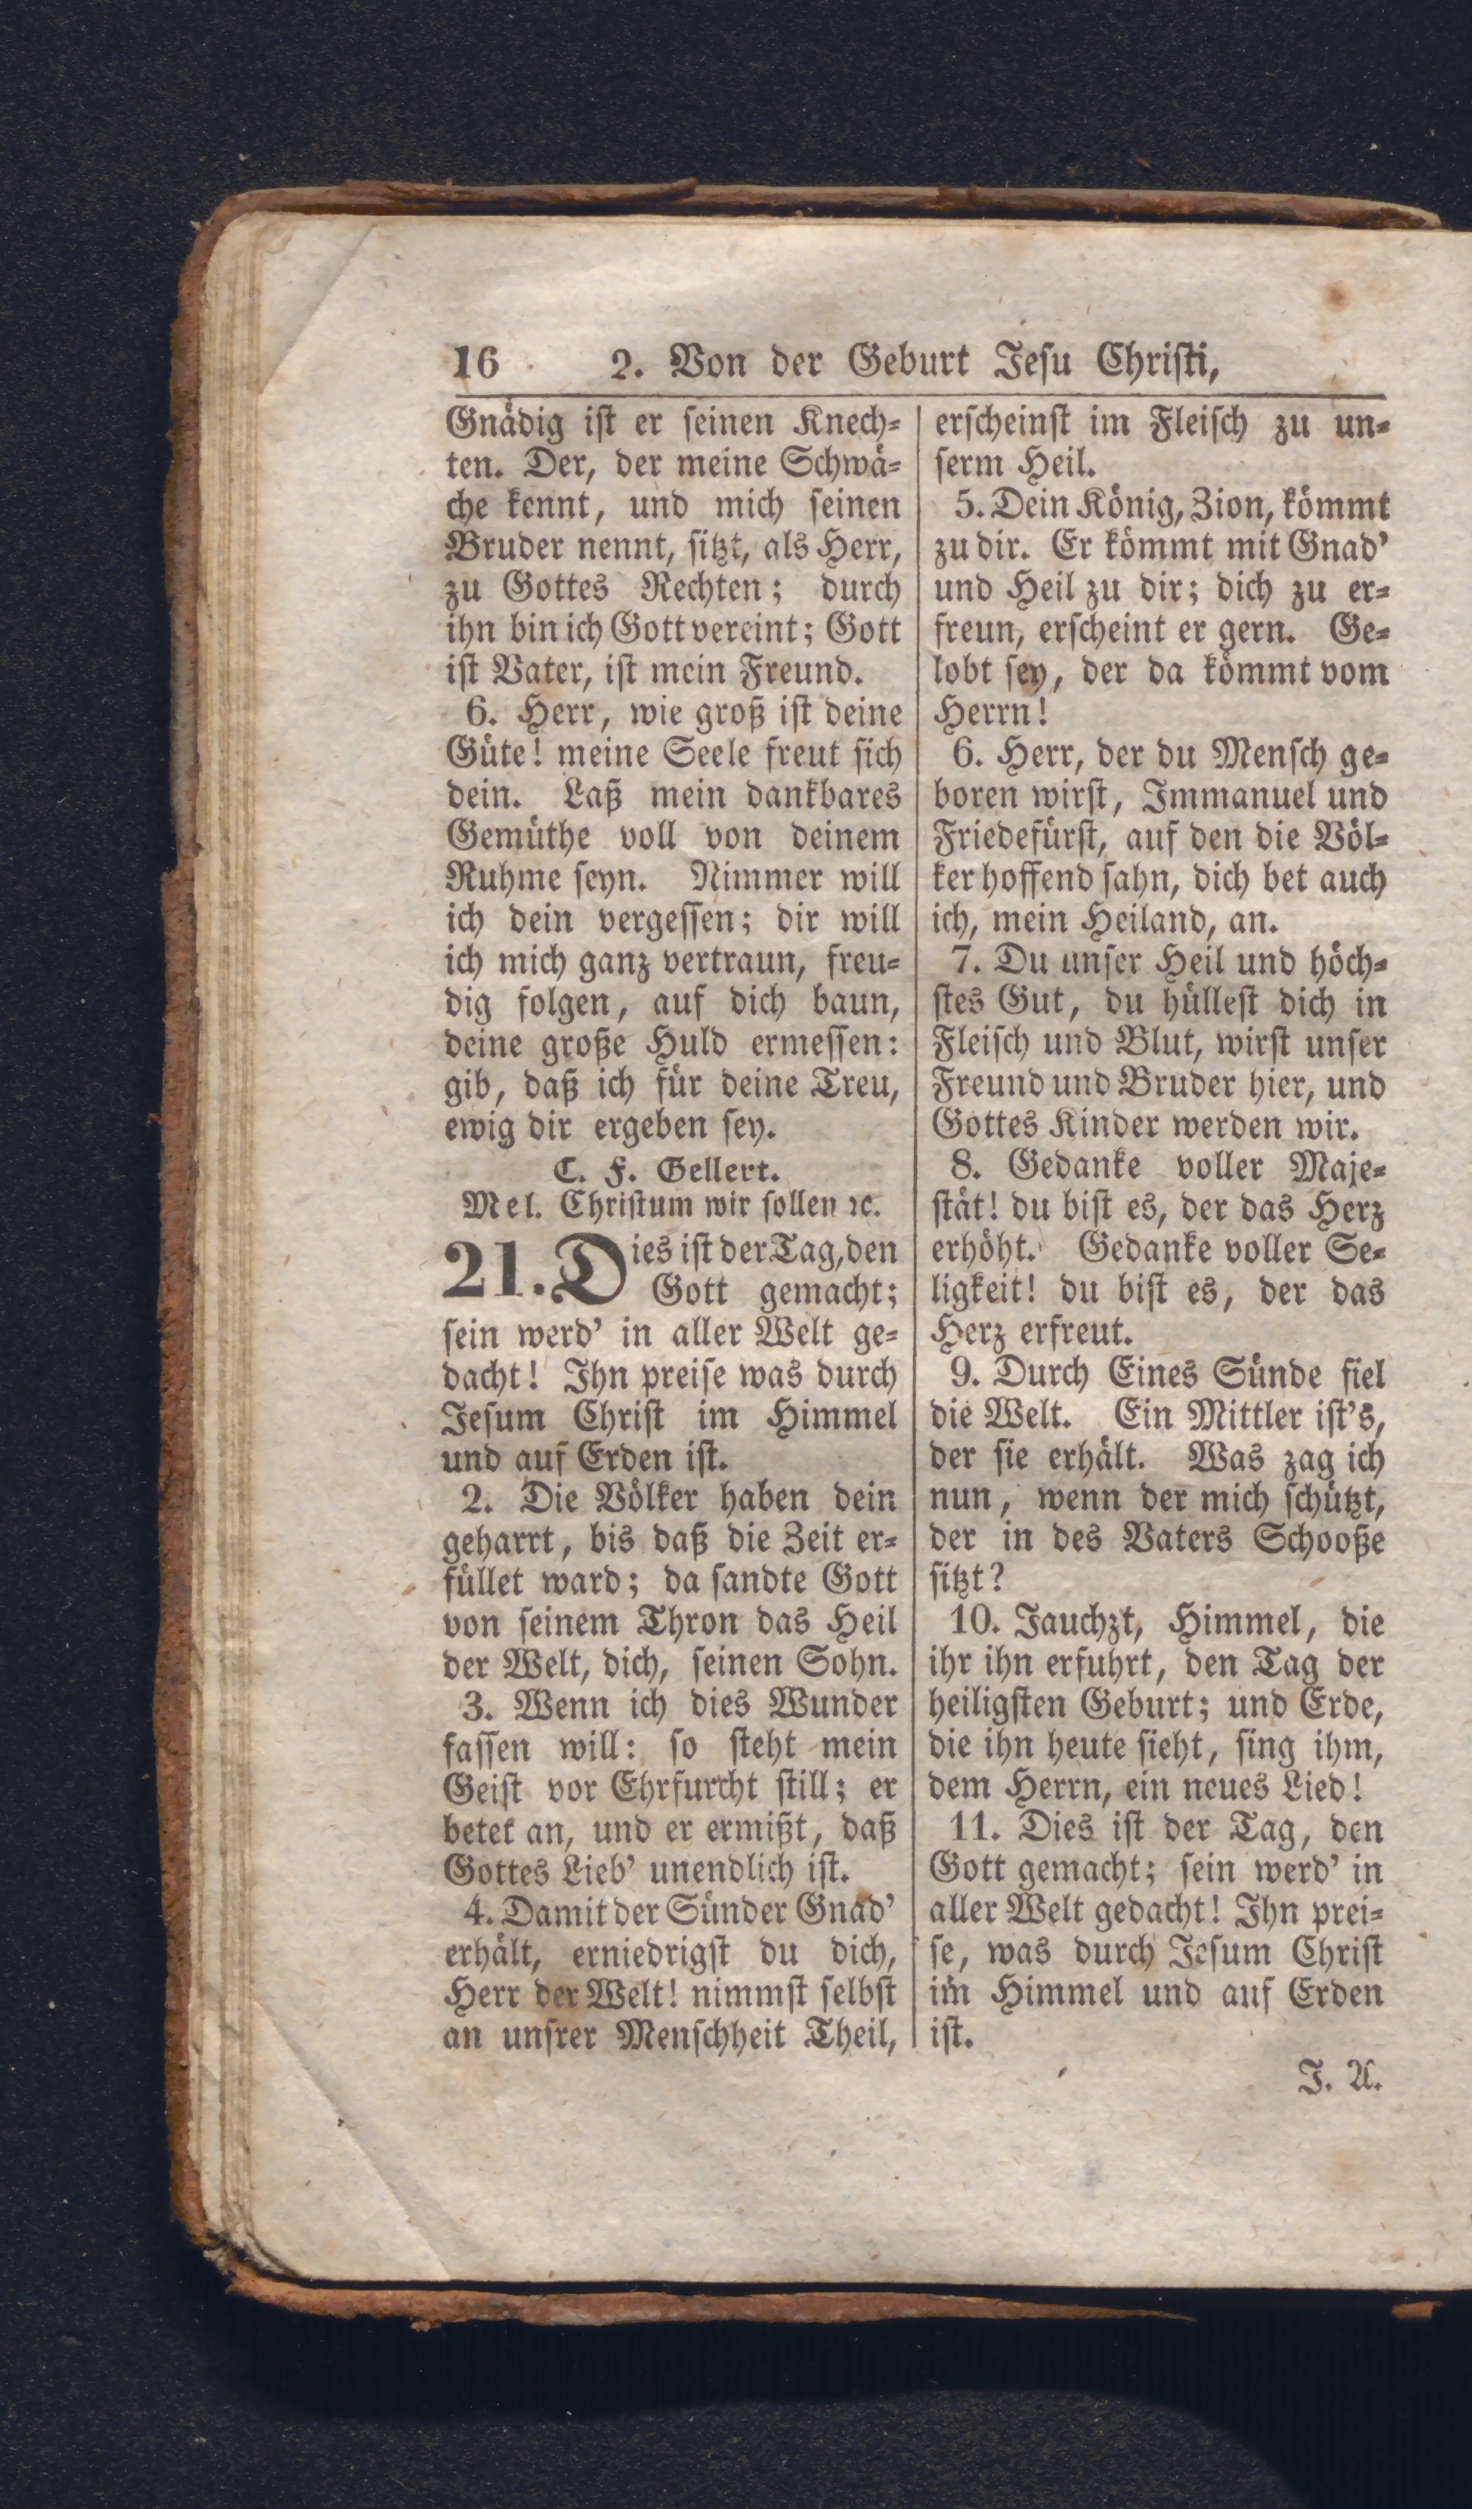 16 2. Von der Geburt Jesu Christi,
Gnädig ist er seinen Knech-
ten. Der, der meine Schwä-
che kennt, und mich seinen
Bruder nennt, sitzt, als Herr,
zu Gottes Rechten; durch
ihn bin ich Gott vereint; Gott
ist Vater, ist mein Freund.
6. Herr, wie groß ist deine
Güte! meine Seele freut sich
dein. Laß mein dankbares
Gemüthe voll von deinem
Ruhme seyn. Nimmer will
ich dein vergessen; dir will
ich mich ganz vertraun, freu-
dig folgen, auf dich baun,
deine große Huld ermessen:
gib, daß ich für deine Treu,
ewig dir ergeben sey.
C. F. Gellert.
Mel. Christum wir sollen ꝛc.
21. Dies ist der Tag, den
Gott gemacht;
sein werd' in aller Welt ge-
dacht! Ihn preise was durch
Jesum Christ im Himmel
und auf Erden ist.
2. Die Völker haben dein
geharrt, bis daß die Zeit er-
füllet ward; da sandte Gott
von seinem Thron das Heil
der Welt, dich, seinen Sohn.
3. Wenn ich dies Wunder
fassen will: so steht mein
Geist vor Ehrfurcht still; er
betet an, und er ermißt, daß
Gottes Lieb' unendlich ist.
4. Damit der Sünder Gnad'
erhält, erniedrigst du dich,
Herr der Welt! nimmst selbst
an unsrer Menschheit Theil,
erscheinst im Fleisch zu un-
serm Heil.
5. Dein König, Zion, kömmt
zu dir. Er kömmt mit Gnad'
und Heil zu dir; dich zu er-
freun, erscheint er gern. Ge-
lobt sey, der da kömmt vom
Herrn!
6. Herr, der du Mensch ge-
boren wirst, Immanuel und
Friedefürst, auf den die Völ-
ker hoffend sahn, dich bet auch
ich, mein Heiland, an.
7. Du unser Heil und höch-
stes Gut, du hüllest dich in
Fleisch und Blut, wirst unser
Freund und Bruder hier, und
Gottes Kinder werden wir.
8. Gedanke voller Maje-
stät! du bist es, der das Herz
erhöht. Gedanke voller Se-
ligkeit! du bist es, der das
Herz erfreut.
9. Durch Eines Sünde fiel
die Welt. Ein Mittler ist's,
der sie erhält. Was zag ich
nun, wenn der mich schützt,
der in des Vaters Schooße
sitzt?
10. Jauchzt, Himmel, die
ihr ihn erfuhrt, den Tag der
heiligsten Geburt; und Erde,
die ihn heute sieht, sing ihm,
dem Herrn, ein neues Lied!
11. Dies ist der Tag, den
Gott gemacht; sein werd' in
aller Welt gedacht! Ihn prei-
se, was durch Jesum Christ
im Himmel und auf Erden
ist.
J. A.